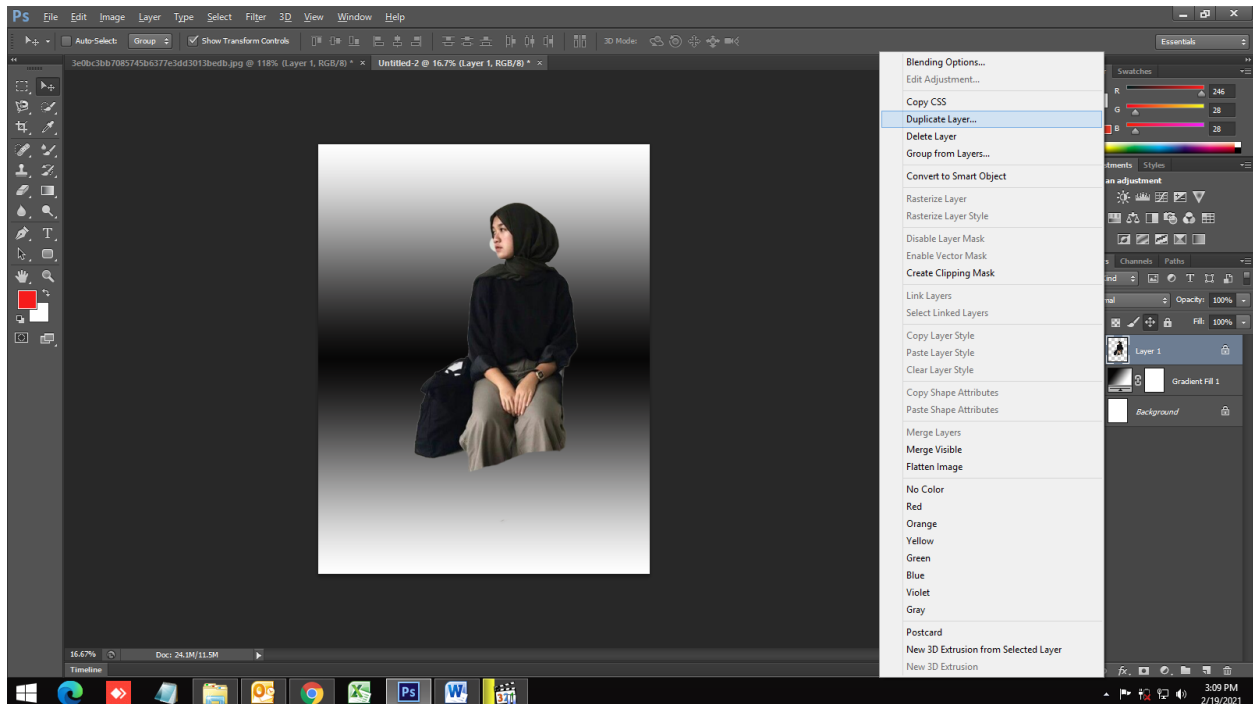 Ps File Edit Image Layer Type Select Filter 3D View Window Help
Auto-Select: Group Show Transform Controls 3D Mode: Essentials
3e0bc3bb7085745b6377e3dd3013bedb.jpg @ 118% (Layer 1, RGB/8) * × Untitled-2 @ 16.7% (Layer 1, RGB/8) * ×
Blending Options...
Edit Adjustment...
Copy CSS
Duplicate Layer...
Delete Layer
Group from Layers...
Convert to Smart Object
Rasterize Layer
Rasterize Layer Style
Disable Layer Mask
Enable Vector Mask
Create Clipping Mask
Link Layers
Select Linked Layers
Copy Layer Style
Paste Layer Style
Clear Layer Style
Copy Shape Attributes
Paste Shape Attributes
Merge Layers
Merge Visible
Flatten Image
No Color
Red
Orange
Yellow
Green
Blue
Violet
Gray
Postcard
New 3D Extrusion from Selected Layer
New 3D Extrusion
Swatches
R 246
G 28
B 28
tments Styles
an adjustment
s Channels Paths
ind T
mal Opacity: 100%
Fill: 100%
Layer 1
Gradient Fill 1
Background
fx
16.67% Doc: 24.1M/11.5M
Timeline
Ps
3:09 PM
2/19/2021